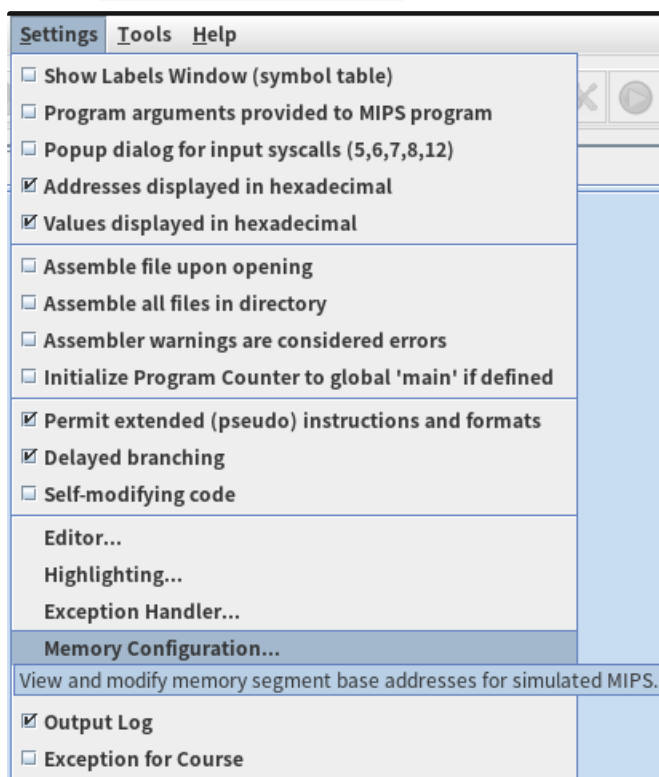 Settings Tools Help
Show Labels Window (symbol table)
Program arguments provided to MIPS program
Popup dialog for input syscalls (5,6,7,8,12)
Addresses displayed in hexadecimal
Values displayed in hexadecimal
Assemble file upon opening
Assemble all files in directory
Assembler warnings are considered errors
Initialize Program Counter to global 'main' if defined
Permit extended (pseudo) instructions and formats
Delayed branching
Self-modifying code
Editor...
Highlighting...
Exception Handler...
Memory Configuration...
View and modify memory segment base addresses for simulated MIPS.
Output Log
Exception for Course